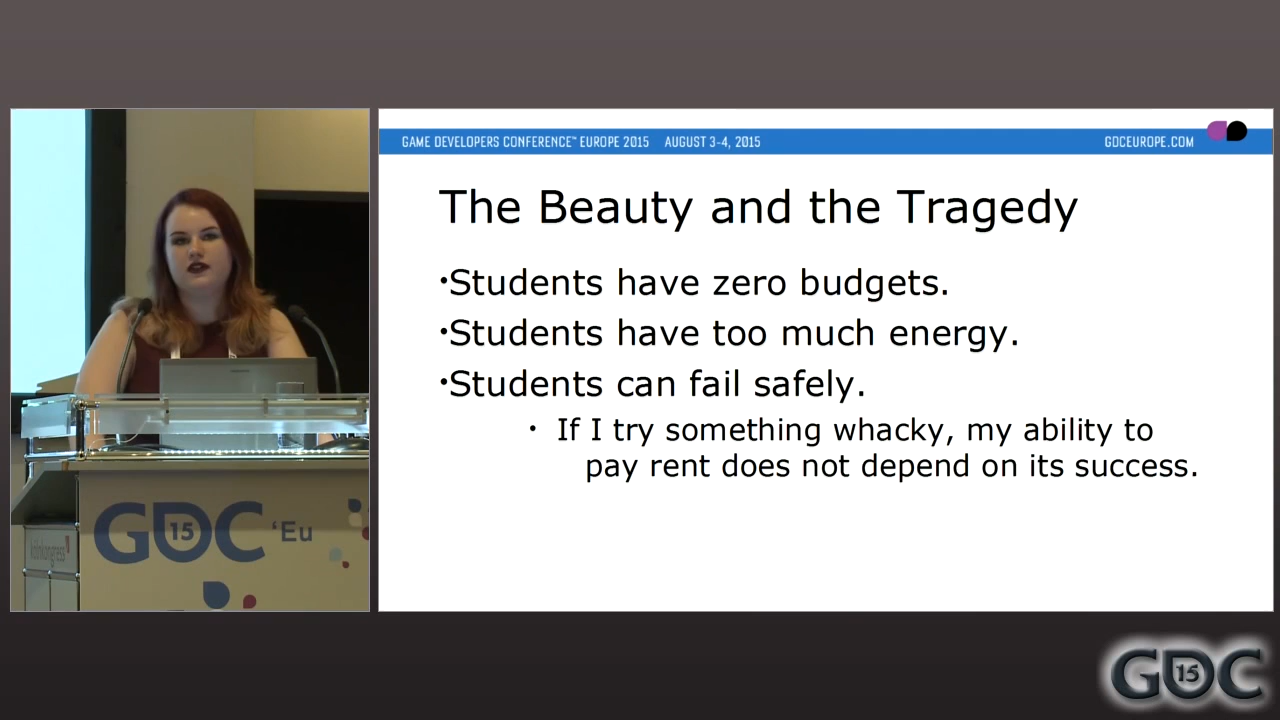 GAME DEVELOPERS CONFERENCE™ EUROPE 2015 AUGUST 3-4, 2015 GDCEUROPE.COM
The Beauty and the Tragedy
•Students have zero budgets.
•Students have too much energy.
•Students can fail safely.
• If I try something whacky, my ability to
pay rent does not depend on its success.
GDC 15 'Eu
GDC 15